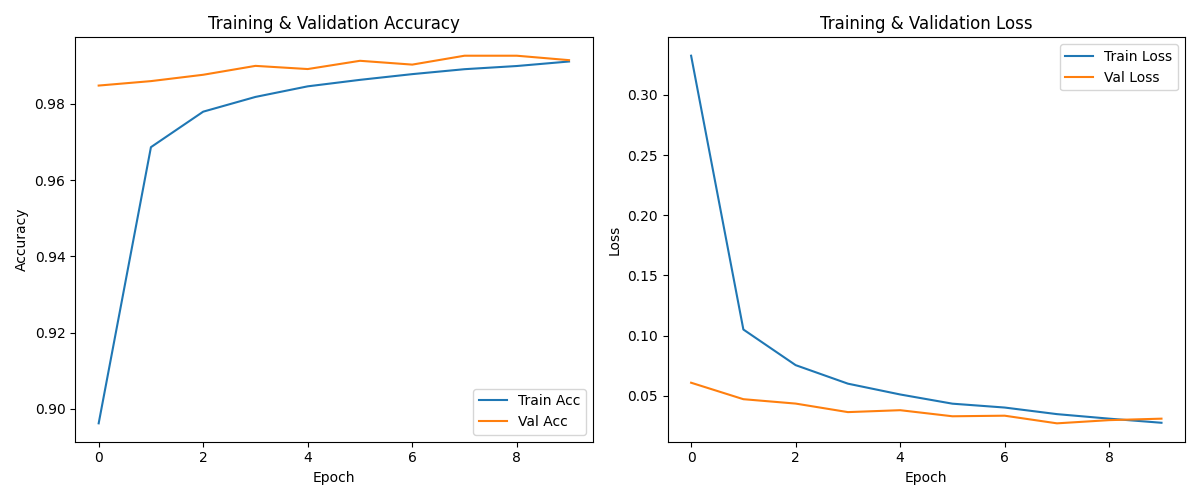 Training & Validation Accuracy
Accuracy
0.98
0.96
0.94
0.92
0.90
0 2 4 6 8
Epoch
Train Acc
Val Acc
Training & Validation Loss
Loss
0.30
0.25
0.20
0.15
0.10
0.05
0 2 4 6 8
Epoch
Train Loss
Val Loss